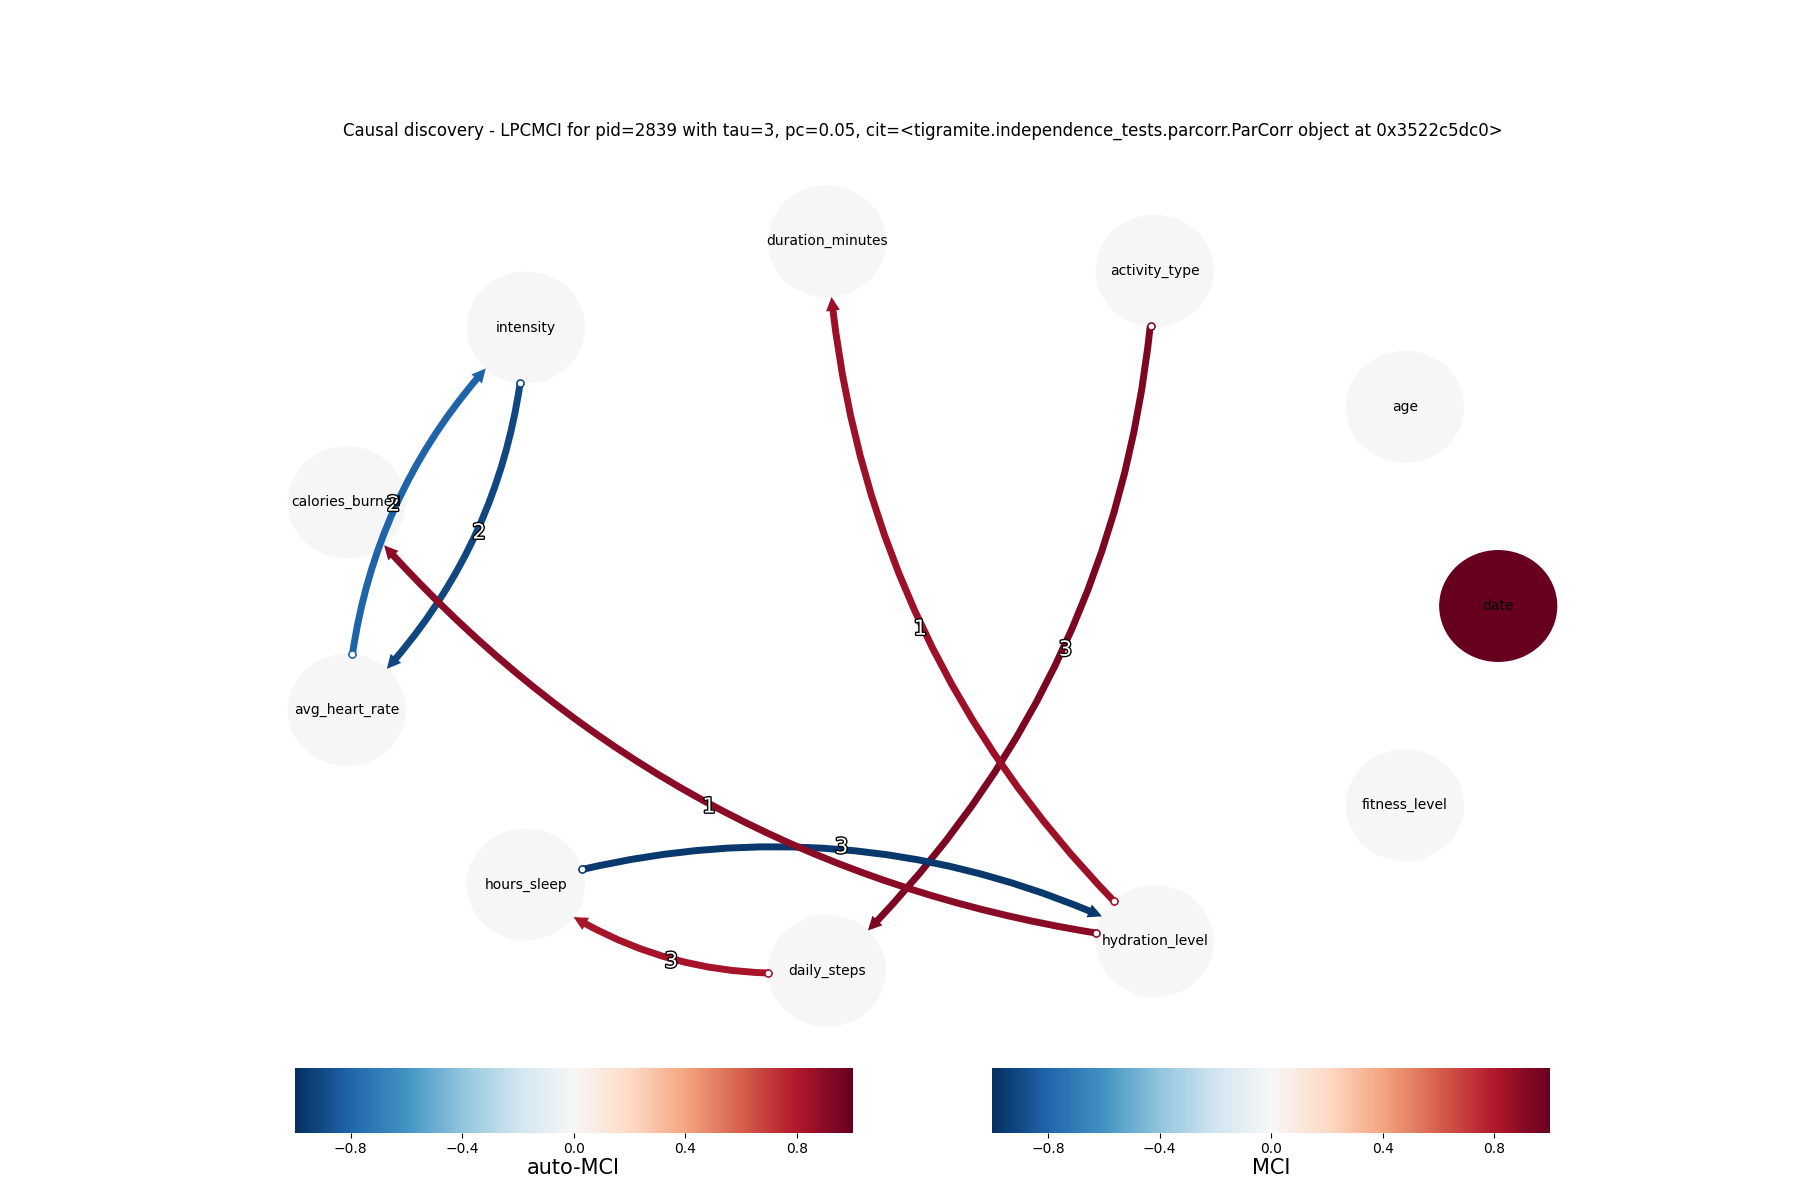 Causal discovery - LPCMCI for pid=2839 with tau=3, pc=0.05, cit=<tigramite.independence_tests.parcorr.ParCorr object at 0x3522c5dc0>
duration_minutes
activity_type
intensity
age
calories_burned
2
2
date
1
3
avg_heart_rate
1
fitness_level
3
hours_sleep
hydration_level
3
daily_steps
−0.8 −0.4 0.0 0.4 0.8
auto-MCI
−0.8 −0.4 0.0 0.4 0.8
MCI